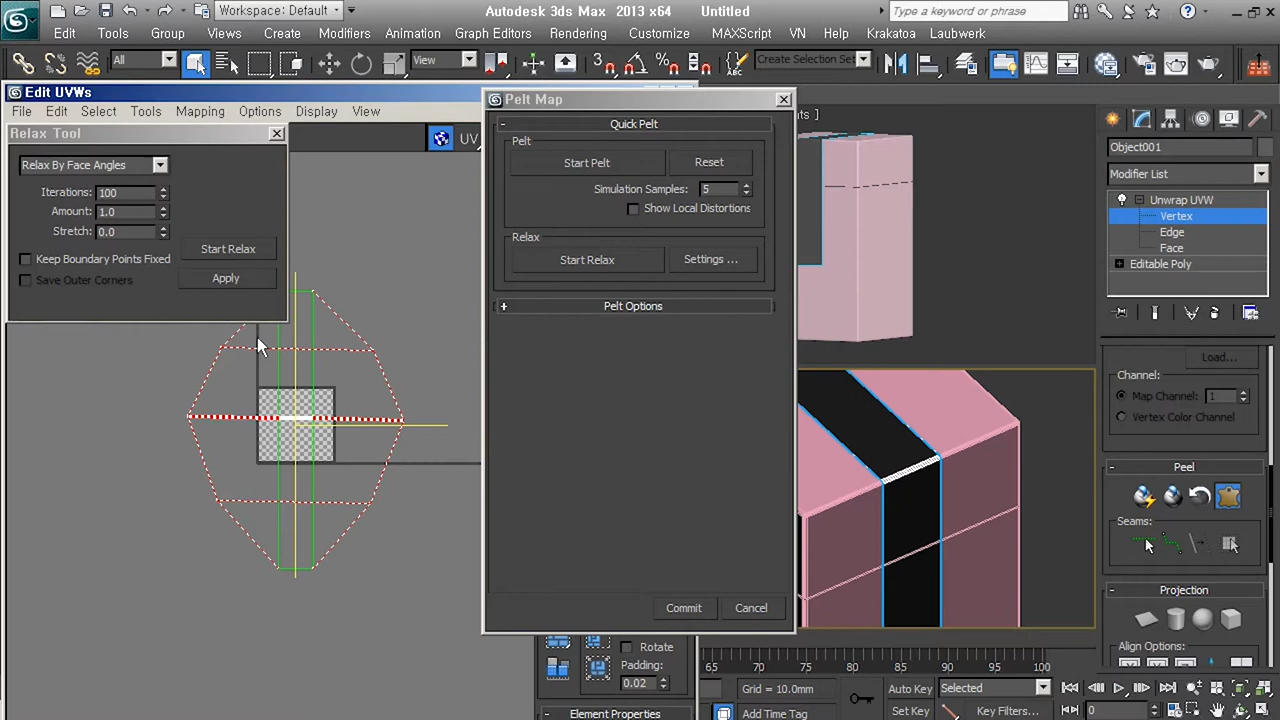 Workspace: Default
Autodesk 3ds Max 2013 x64
Untitled
Type a keyword or phrase
Edit
Tools
Group
Views
Create
Modifiers
Animation
Graph Editors
Rendering
Customize
MAXScript
VN
Help
Krakatoa
Laubwerk
All
View
3
Create Selection Set
Edit UVWs
File
Edit
Select
Tools
Mapping
Options
Display
View
Relax Tool
Relax By Face Angles
Iterations: 100
Amount: 1.0
Stretch: 0.0
Start Relax
Keep Boundary Points Fixed
Apply
Save Outer Corners
UV
Pelt Map
- Quick Pelt
Pelt
Start Pelt
Reset
Simulation Samples: 5
Show Local Distortions
Relax
Start Relax
Settings ...
+ Pelt Options
Commit
Cancel
Rotate
Padding:
0.02
Element Properties
nts ]
Object001
Modifier List
Unwrap UVW
Vertex
Edge
Face
Editable Poly
Load...
Channel:
Map Channel: 1
Vertex Color Channel
- Peel
Seams:
- Projection
Align Options:
65 70 75 80 85 90 95 100
Grid = 10.0mm
Add Time Tag
Auto Key
Selected
Set Key
Key Filters...
0